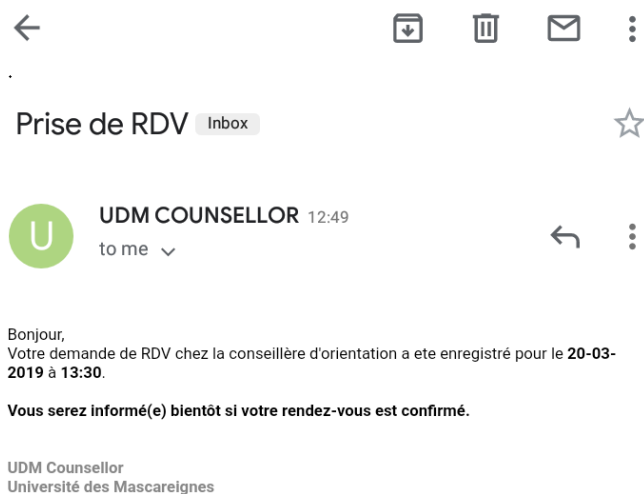 Prise de RDV Inbox
U
UDM COUNSELLOR 12:49
to me
Bonjour,
Votre demande de RDV chez la conseillère d'orientation a ete enregistré pour le 20-03-
2019 à 13:30.
Vous serez informé(e) bientôt si votre rendez-vous est confirmé.
UDM Counsellor
Université des Mascareignes